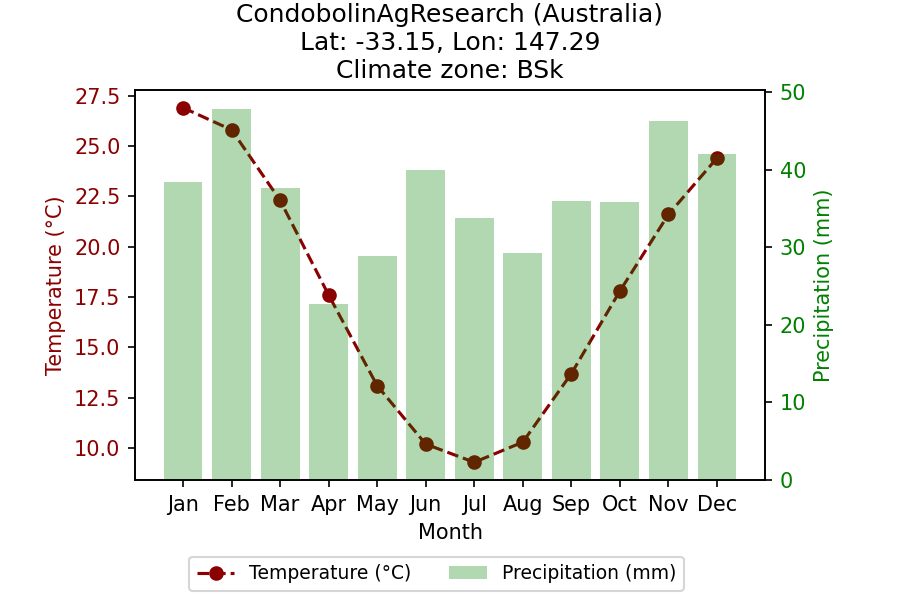 CondobolinAgResearch (Australia)
Lat: -33.15, Lon: 147.29
Climate zone: BSk
27.5
25.0
22.5
20.0
17.5
15.0
12.5
10.0
Temperature (°C)
50
40
30
20
10
0
Precipitation (mm)
Jan Feb Mar Apr May Jun Jul Aug Sep Oct Nov Dec
Month
Temperature (°C) Precipitation (mm)